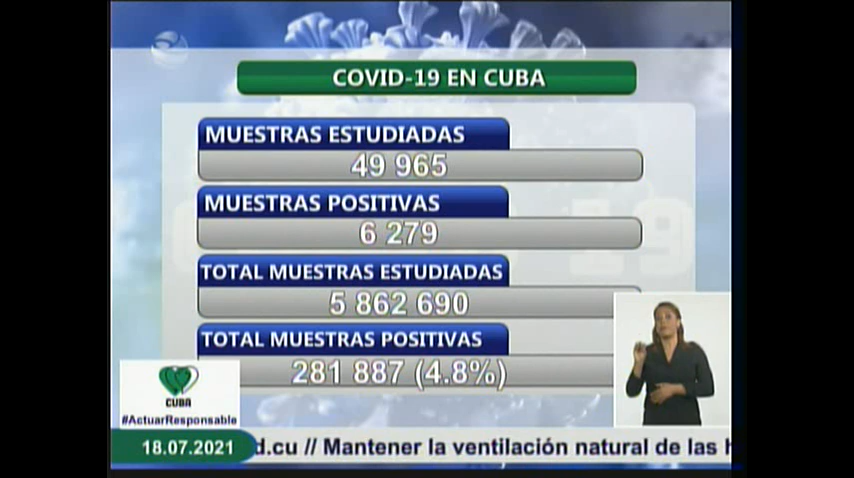 COVID-19 EN CUBA
MUESTRAS ESTUDIADAS
49 965
MUESTRAS POSITIVAS
6 279
TOTAL MUESTRAS ESTUDIADAS
5 862 690
TOTAL MUESTRAS POSITIVAS
281 887 (4.8%)
CUBA
#ActuarResponsable
18.07.2021
d.cu // Mantener la ventilación natural de las